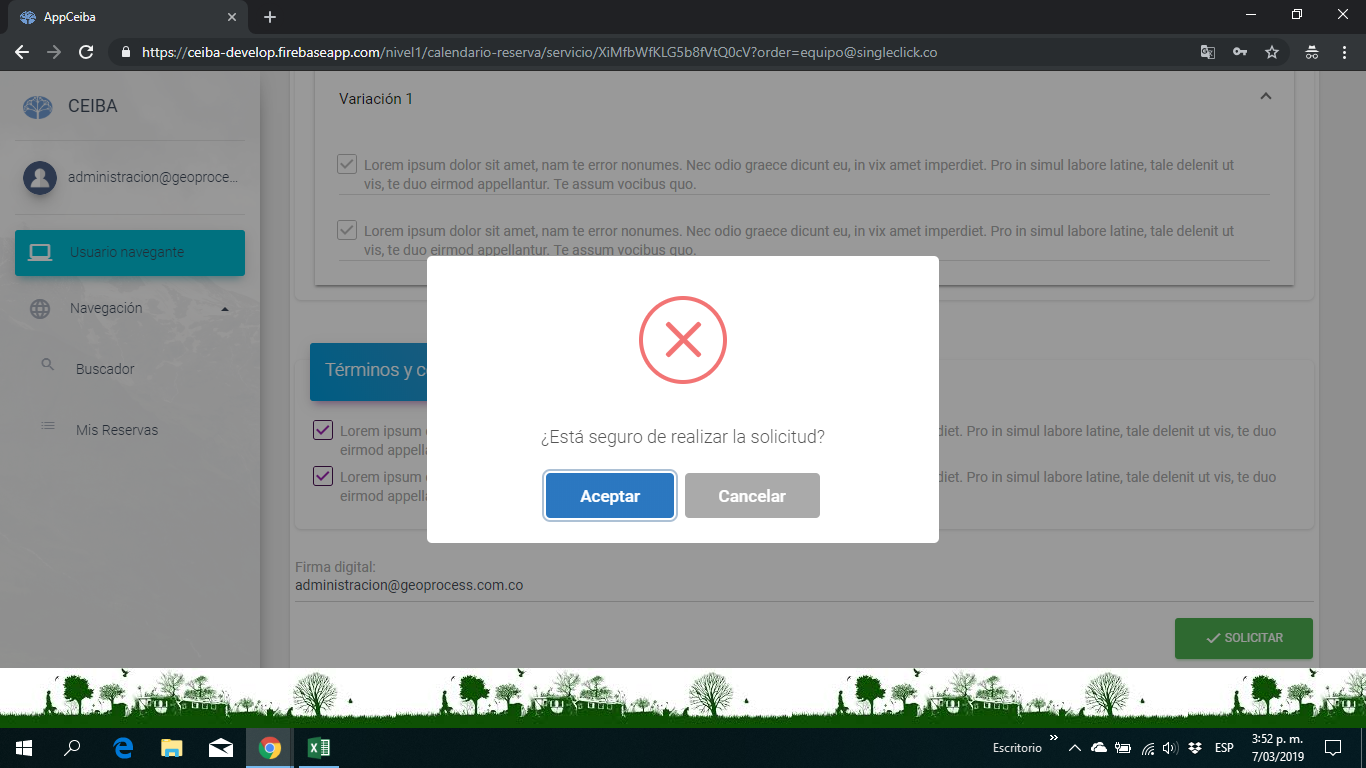 AppCeiba
https://ceiba-develop.firebaseapp.com/nivel1/calendario-reserva/servicio/XiMfbWfKLG5b8fVtQ0cV?order=equipo@singleclick.co
CEIBA
administracion@geoproce...
Usuario navegante
Navegación
Buscador
Mis Reservas
Variación 1
Lorem ipsum dolor sit amet, nam te error nonumes. Nec odio graece dicunt eu, in vix amet imperdiet. Pro in simul labore latine, tale delenit ut
vis, te duo eirmod appellantur. Te assum vocibus quo.
Lorem ipsum dolor sit amet, nam te error nonumes. Nec odio graece dicunt eu, in vix amet imperdiet. Pro in simul labore latine, tale delenit ut
vis, te duo eirmod appellantur. Te assum vocibus quo.
Términos y c
Lorem ipsum diet. Pro in simul labore latine, tale delenit ut vis, te duo
eirmod appell
Lorem ipsum diet. Pro in simul labore latine, tale delenit ut vis, te duo
eirmod appell
¿Está seguro de realizar la solicitud?
Aceptar Cancelar
Firma digital:
administracion@geoprocess.com.co
SOLICITAR
Escritorio
ESP
3:52 p. m.
7/03/2019